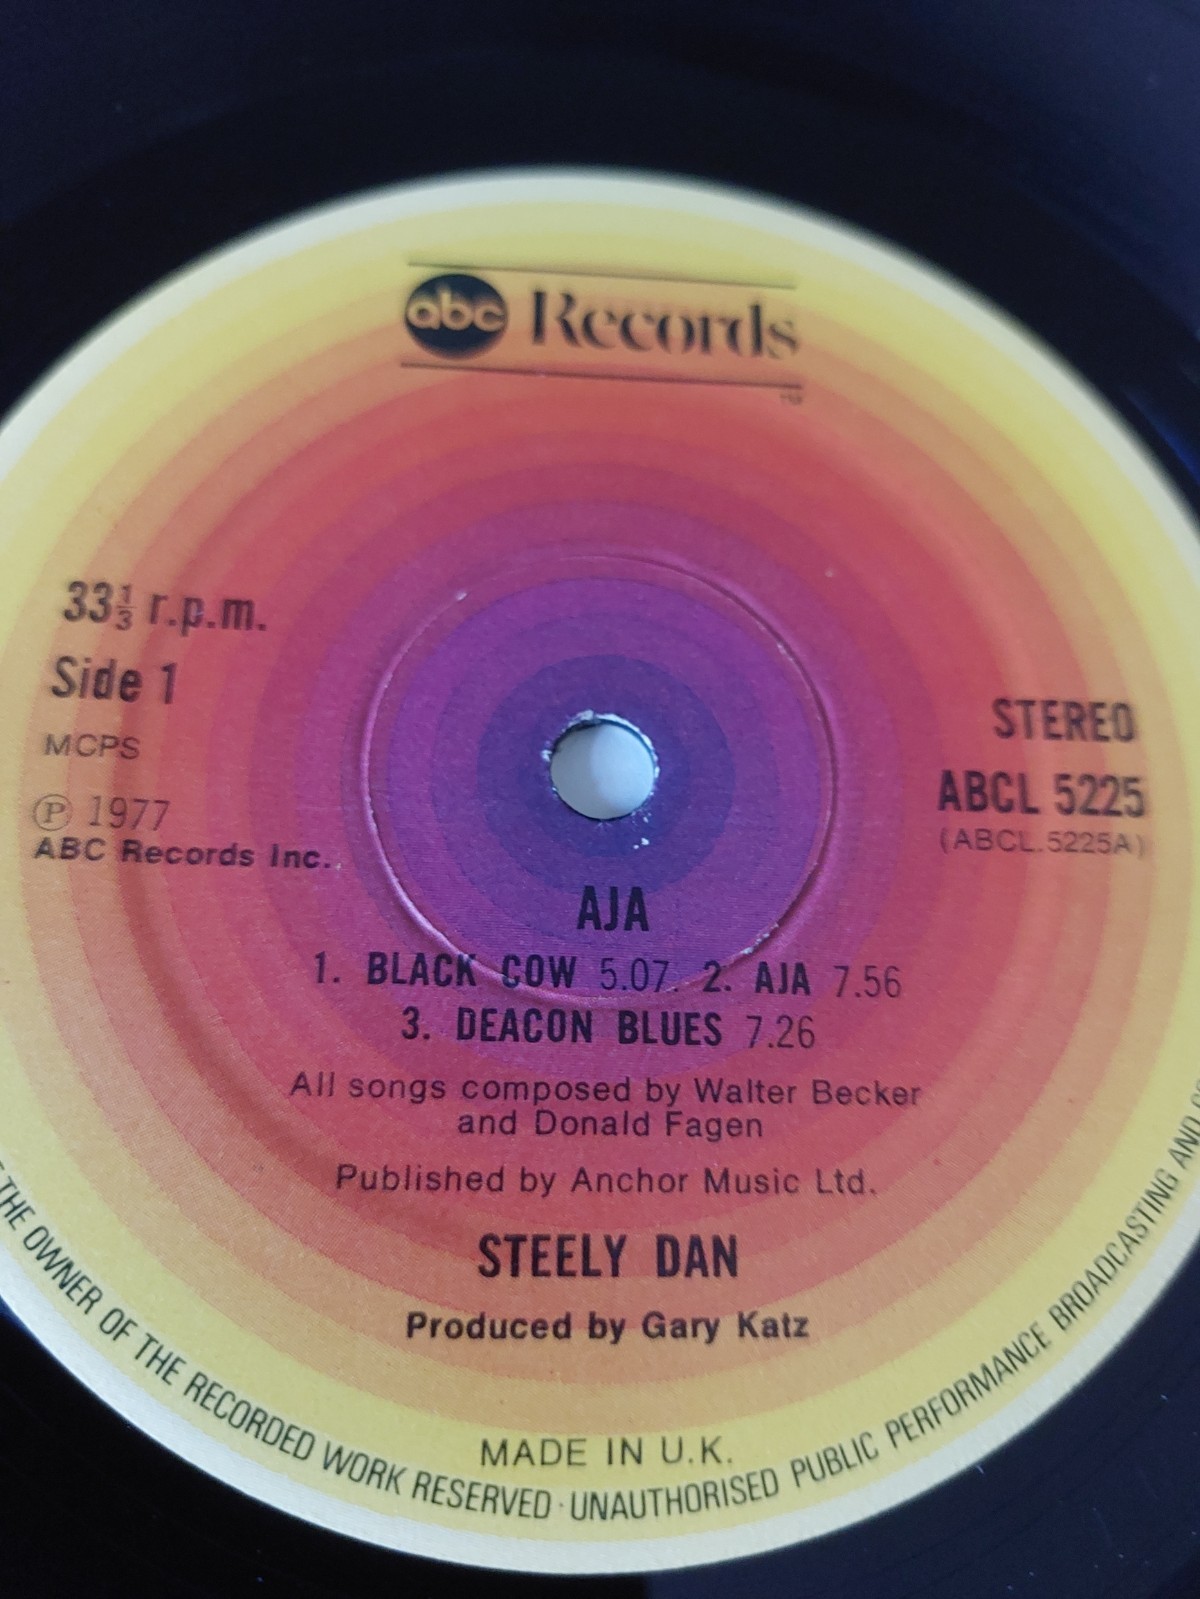 abc Records
33⅓ r.p.m.
Side 1
MCPS
Ⓟ 1977
ABC Records Inc.
STEREO
ABCL 5225
(ABCL.5225A)
AJA
1. BLACK COW 5.07. 2. AJA 7.56
3. DEACON BLUES 7.26
All songs composed by Walter Becker
and Donald Fagen
Published by Anchor Music Ltd.
STEELY DAN
Produced by Gary Katz
MADE IN U.K.
THE OWNER OF THE RECORDED WORK RESERVED · UNAUTHORISED PUBLIC PERFORMANCE BROADCASTING AND